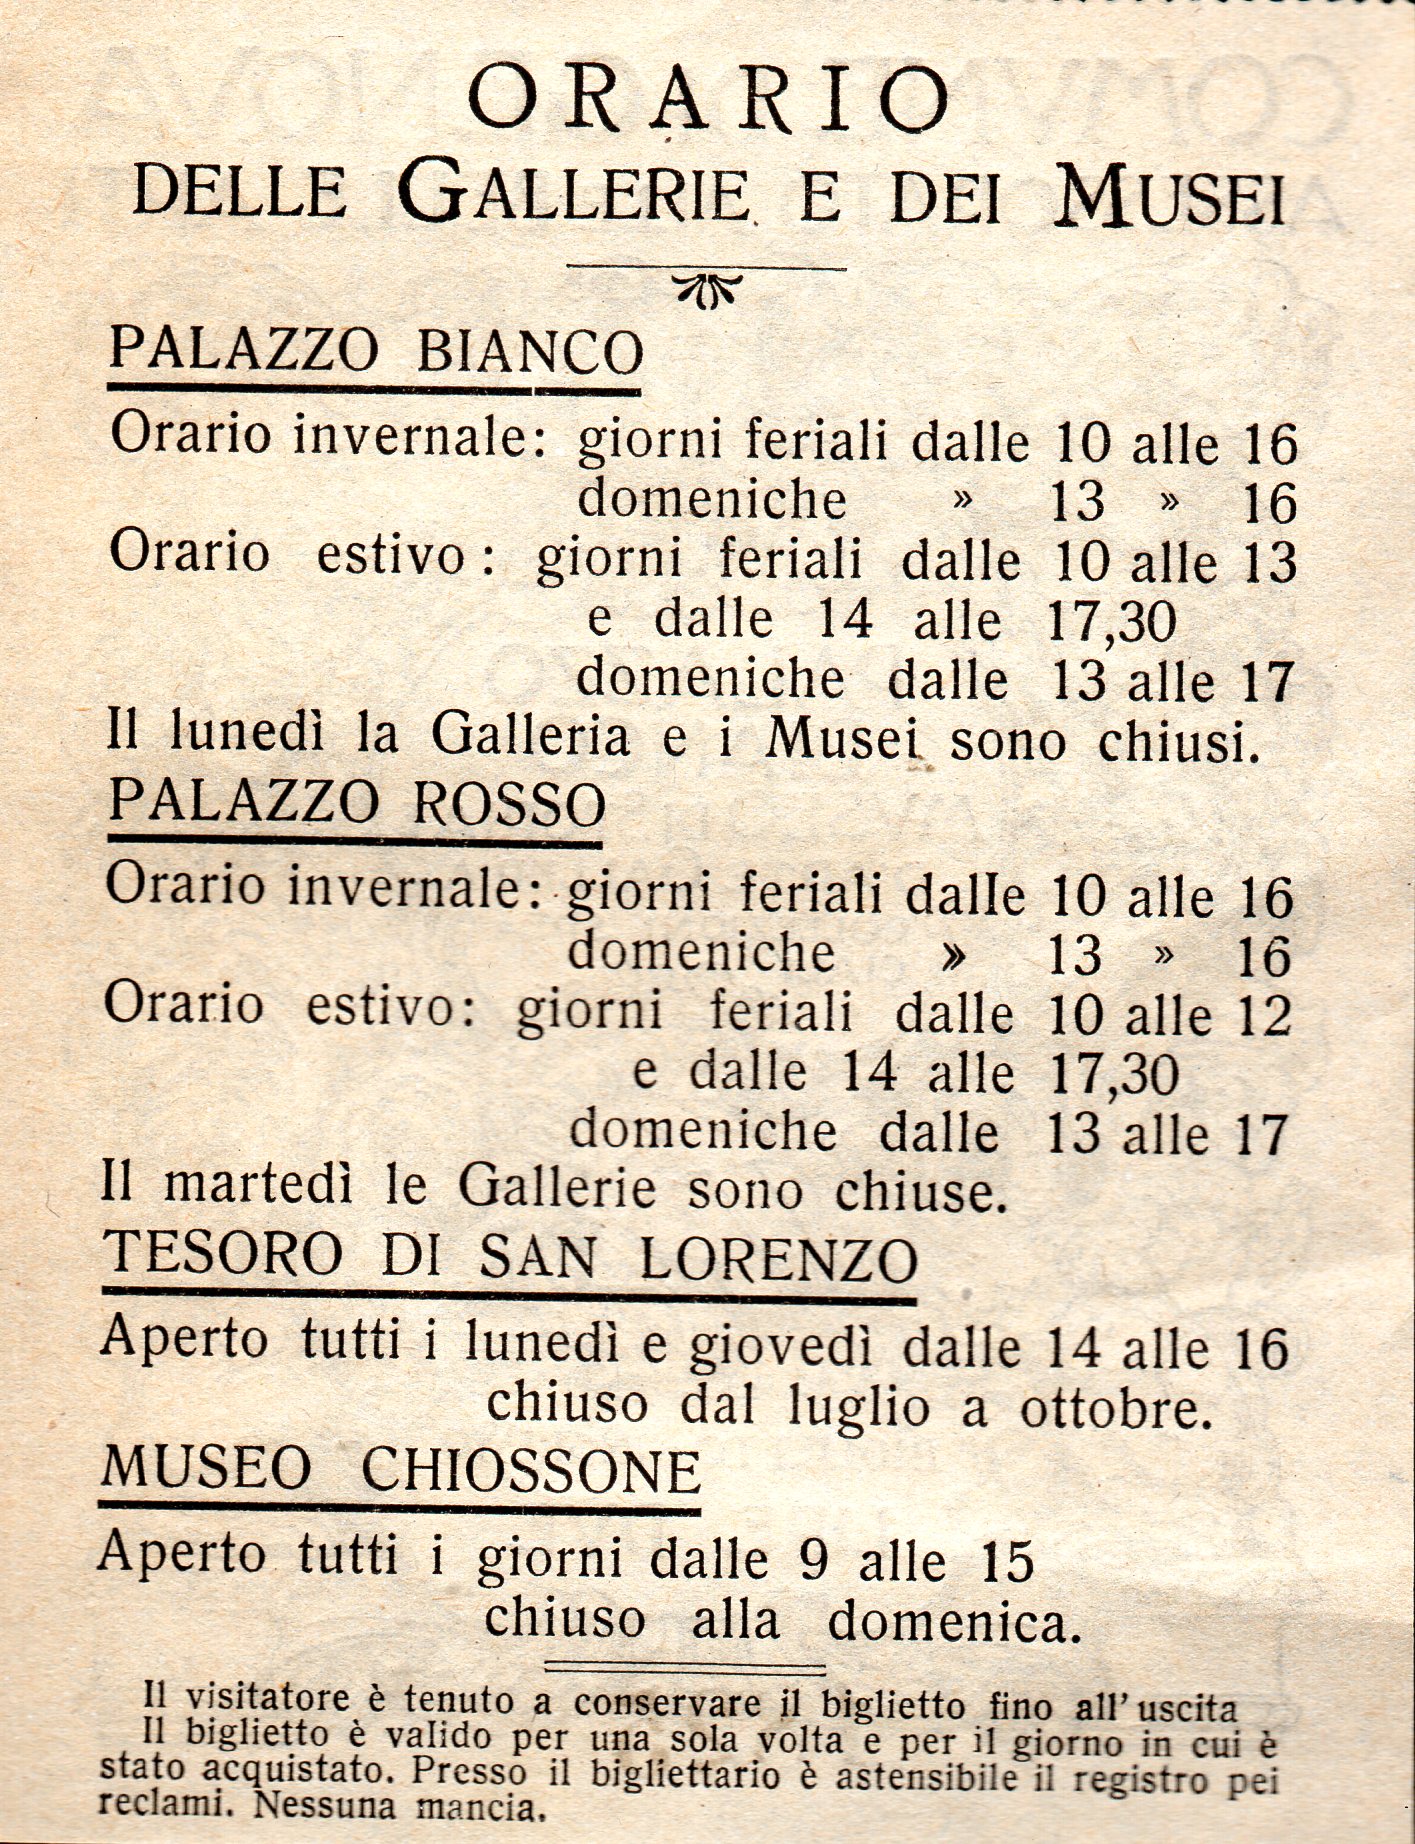 ORARIO
DELLE GALLERIE E DEI MUSEI
PALAZZO BIANCO
Orario invernale: giorni feriali dalle 10 alle 16
domeniche » 13 » 16
Orario estivo: giorni feriali dalle 10 alle 13
e dalle 14 alle 17,30
domeniche dalle 13 alle 17
Il lunedì la Galleria e i Musei sono chiusi.
PALAZZO ROSSO
Orario invernale: giorni feriali dalle 10 alle 16
domeniche » 13 » 16
Orario estivo: giorni feriali dalle 10 alle 12
e dalle 14 alle 17,30
domeniche dalle 13 alle 17
Il martedì le Gallerie sono chiuse.
TESORO DI SAN LORENZO
Aperto tutti i lunedì e giovedì dalle 14 alle 16
chiuso dal luglio a ottobre.
MUSEO CHIOSSONE
Aperto tutti i giorni dalle 9 alle 15
chiuso alla domenica.
Il visitatore è tenuto a conservare il biglietto fino all'uscita
Il biglietto è valido per una sola volta e per il giorno in cui è
stato acquistato. Presso il bigliettario è astensibile il registro pei
reclami. Nessuna mancia.